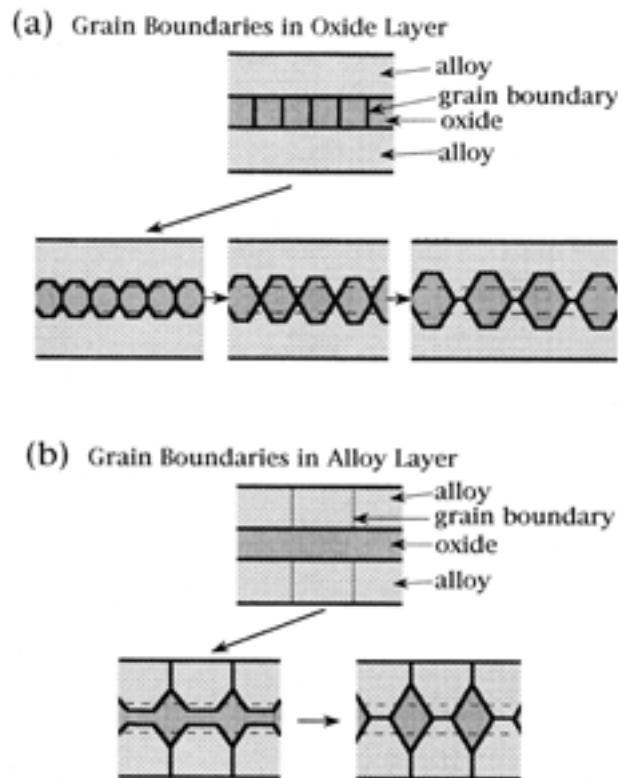 (a) Grain Boundaries in Oxide Layer
alloy
grain boundary
oxide
alloy
(b) Grain Boundaries in Alloy Layer
alloy
grain boundary
oxide
alloy